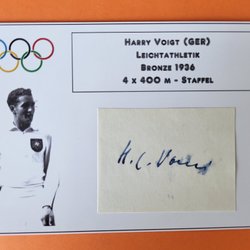 Harry Voigt (GER)
Leichtathletik
Bronze 1936
4 x 400 m - Staffel
H. C. Voigt